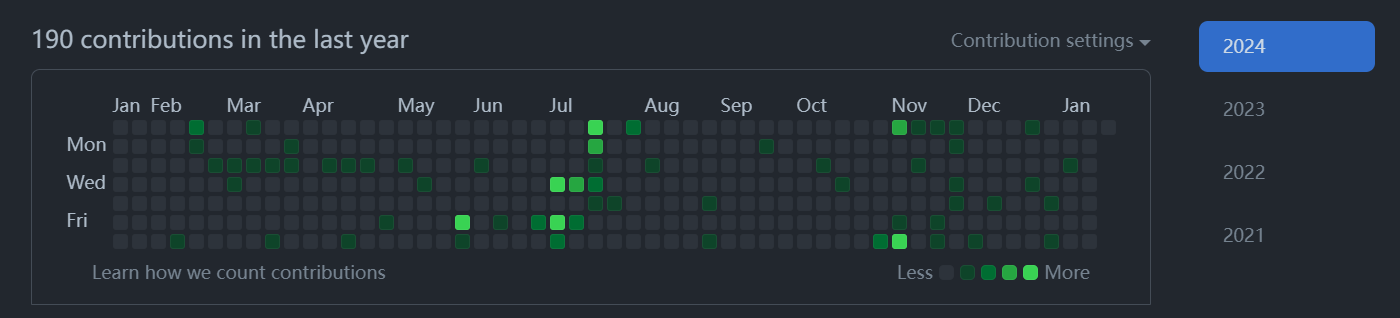 190 contributions in the last year
Contribution settings
2024
2023
2022
2021
Jan Feb Mar Apr May Jun Jul Aug Sep Oct Nov Dec Jan
Mon
Wed
Fri
Learn how we count contributions
Less More